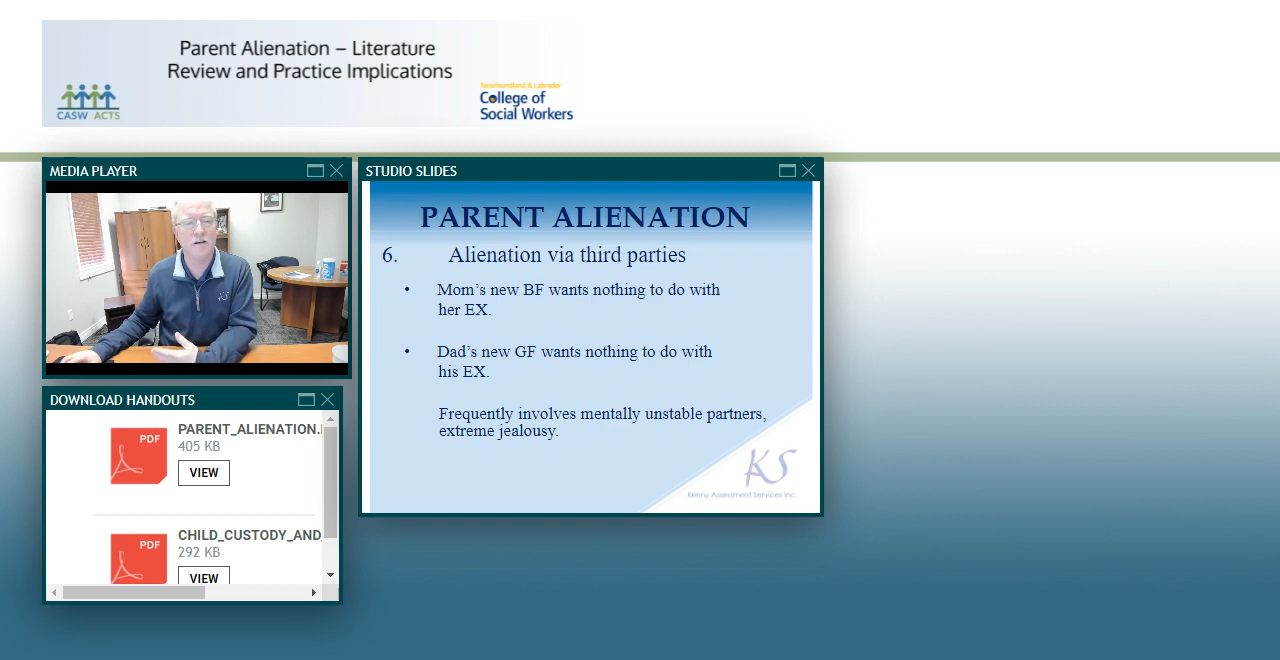 Parent Alienation – Literature
Review and Practice Implications
CASW ACTS
Newfoundland & Labrador
College of
Social Workers
MEDIA PLAYER
STUDIO SLIDES
KS
PARENT ALIENATION
6. Alienation via third parties
• Mom's new BF wants nothing to do with
her EX.
• Dad's new GF wants nothing to do with
his EX.
Frequently involves mentally unstable partners,
extreme jealousy.
KS
Kenny Assessment Services Inc.
DOWNLOAD HANDOUTS
PDF
PARENT_ALIENATION.
405 KB
VIEW
PDF
CHILD_CUSTODY_AND_
292 KB
VIEW